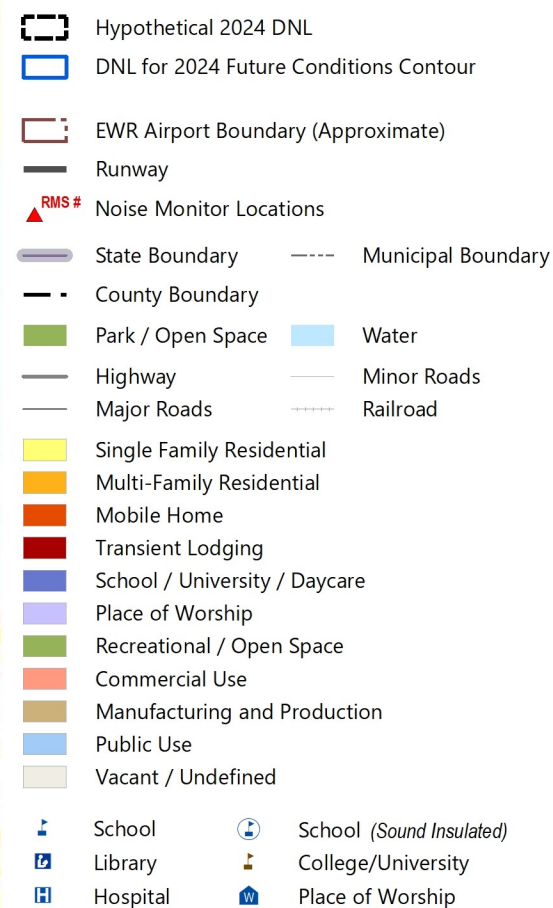 Hypothetical 2024 DNL
DNL for 2024 Future Conditions Contour
EWR Airport Boundary (Approximate)
Runway
RMS # Noise Monitor Locations
State Boundary Municipal Boundary
County Boundary
Park / Open Space Water
Highway Minor Roads
Major Roads Railroad
Single Family Residential
Multi-Family Residential
Mobile Home
Transient Lodging
School / University / Daycare
Place of Worship
Recreational / Open Space
Commercial Use
Manufacturing and Production
Public Use
Vacant / Undefined
School School (Sound Insulated)
Library College/University
H Hospital W Place of Worship